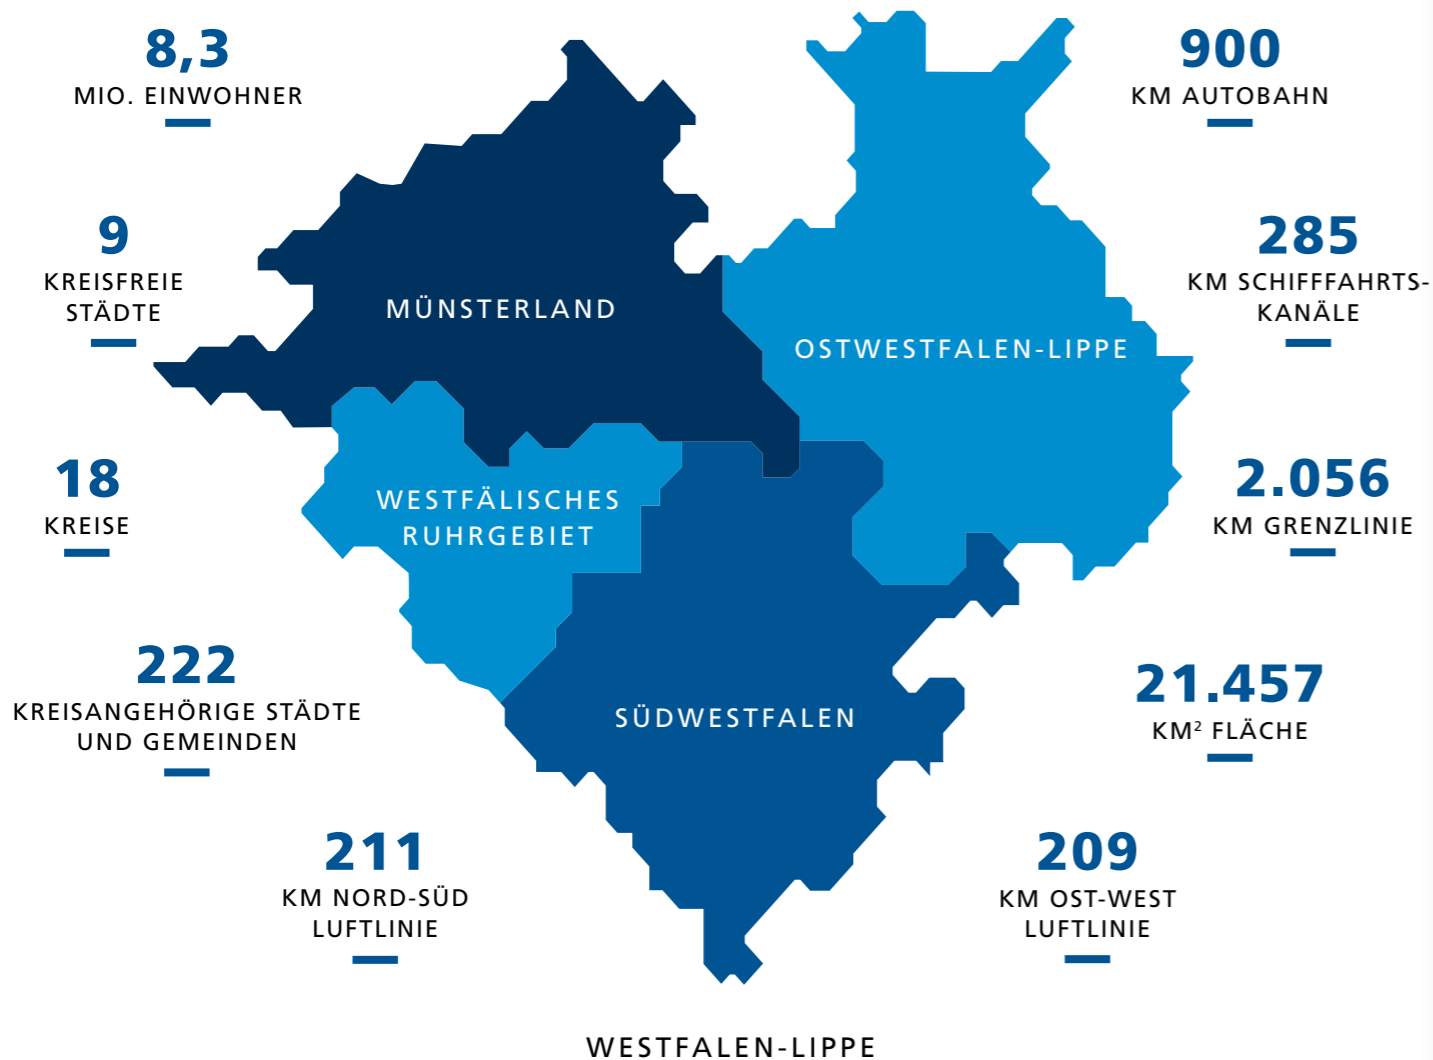 8,3
MIO. EINWOHNER
900
KM AUTOBAHN
9
KREISFREIE
STÄDTE
285
KM SCHIFFFAHRTS-
KANÄLE
MÜNSTERLAND
OSTWESTFALEN-LIPPE
18
KREISE
WESTFÄLISCHES
RUHRGEBIET
2.056
KM GRENZLINIE
222
KREISANGEHÖRIGE STÄDTE
UND GEMEINDEN
SÜDWESTFALEN
21.457
KM² FLÄCHE
211
KM NORD-SÜD
LUFTLINIE
209
KM OST-WEST
LUFTLINIE
WESTFALEN-LIPPE